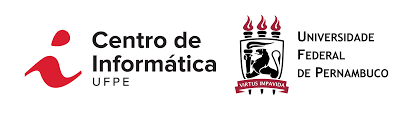 Centro de
Informática
UFPE
VIRTUS IMPAVIDA
UNIVERSIDADE
FEDERAL
DE PERNAMBUCO